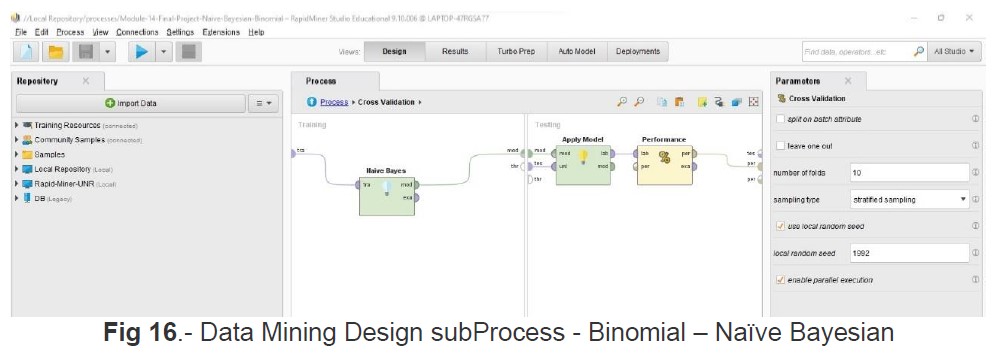 //Local Repository/processes/Module-14-Final-Project-Naive-Bayesian-Binomial – RapidMiner Studio Educational 9.10.006 @ LAPTOP-47RG5A77
File Edit Process View Connections Settings Extensions Help
Views: Design Results Turbo Prep Auto Model Deployments
Find data, operators...etc All Studio
Repository
Import Data
Training Resources (connected)
Community Samples (connected)
Samples
Local Repository (Local)
Rapid-Miner-UNR (Local)
DB (Legacy)
Process
Process Cross Validation
Training
tra
Naive Bayes
tra mod
exa
mod
thr
Testing
mod
tes
thr
Apply Model
mod lab
unl mod
Performance
lab per
per exa
tes
per
per
Parameters
Cross Validation
split on batch attribute
leave one out
number of folds 10
sampling type stratified sampling
use local random seed
local random seed 1992
enable parallel execution
Fig 16.- Data Mining Design subProcess - Binomial – Naïve Bayesian